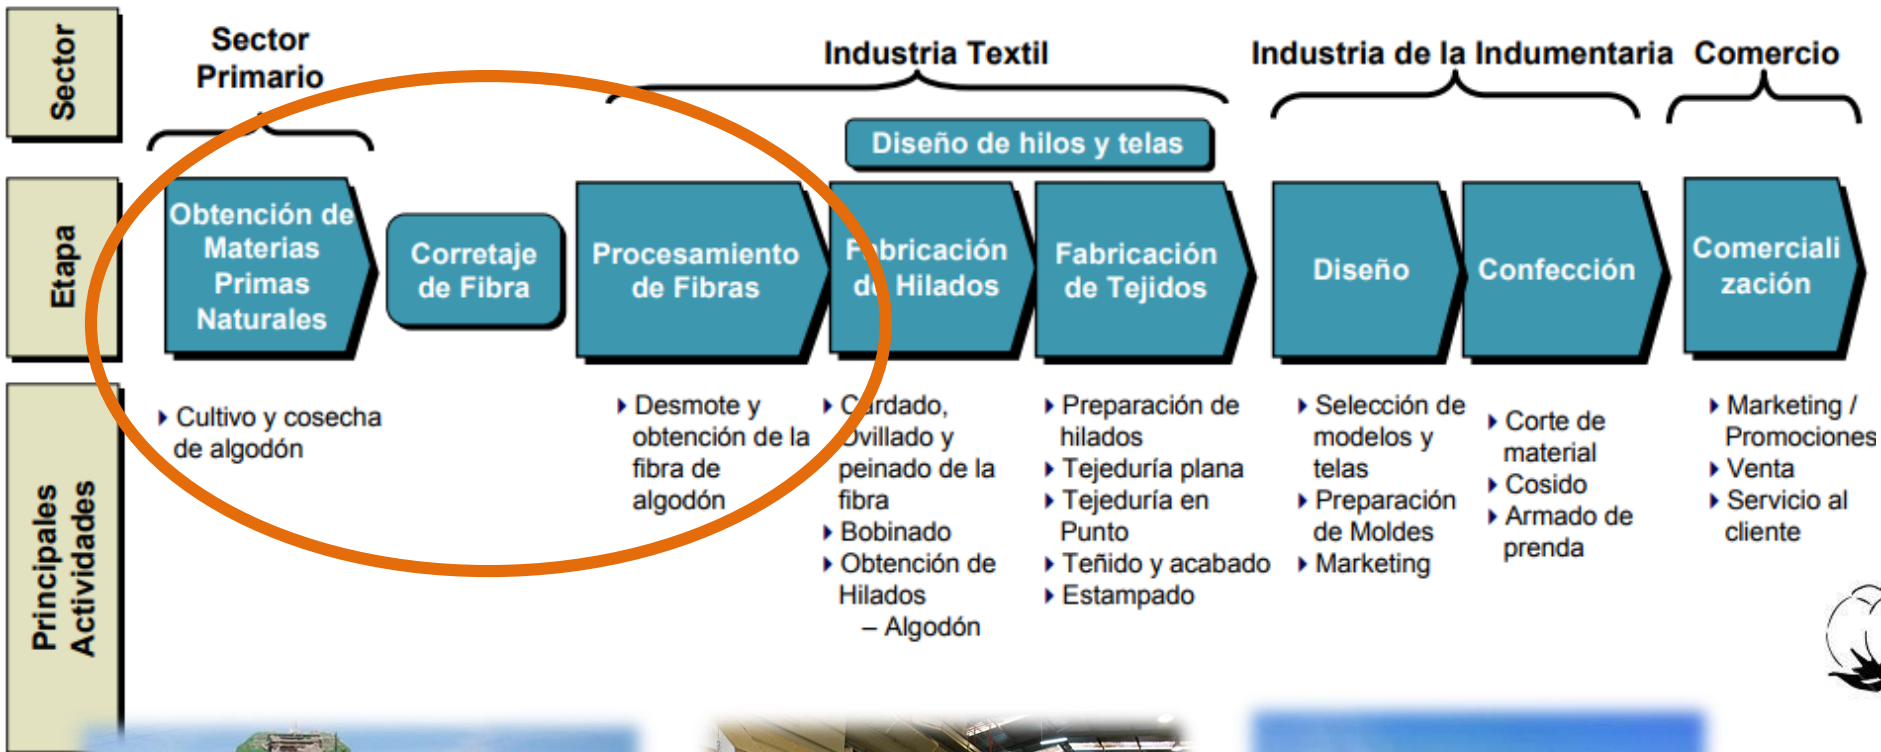 Sector
Sector
Primario
Industria Textil
Industria de la Indumentaria
Comercio
Diseño de hilos y telas
Etapa
Obtención de
Materias
Primas
Naturales
Corretaje
de Fibra
Procesamiento
de Fibras
Fabricación
de Hilados
Fabricación
de Tejidos
Diseño
Confección
Comerciali
zación
Principales
Actividades
Cultivo y cosecha
de algodón
Desmote y
obtención de la
fibra de
algodón
Cardado,
Ovillado y
peinado de la
fibra
Bobinado
Obtención de
Hilados
– Algodón
Preparación de
hilados
Tejeduría plana
Tejeduría en
Punto
Teñido y acabado
Estampado
Selección de
modelos y
telas
Preparación
de Moldes
Marketing
Corte de
material
Cosido
Armado de
prenda
Marketing /
Promociones
Venta
Servicio al
cliente